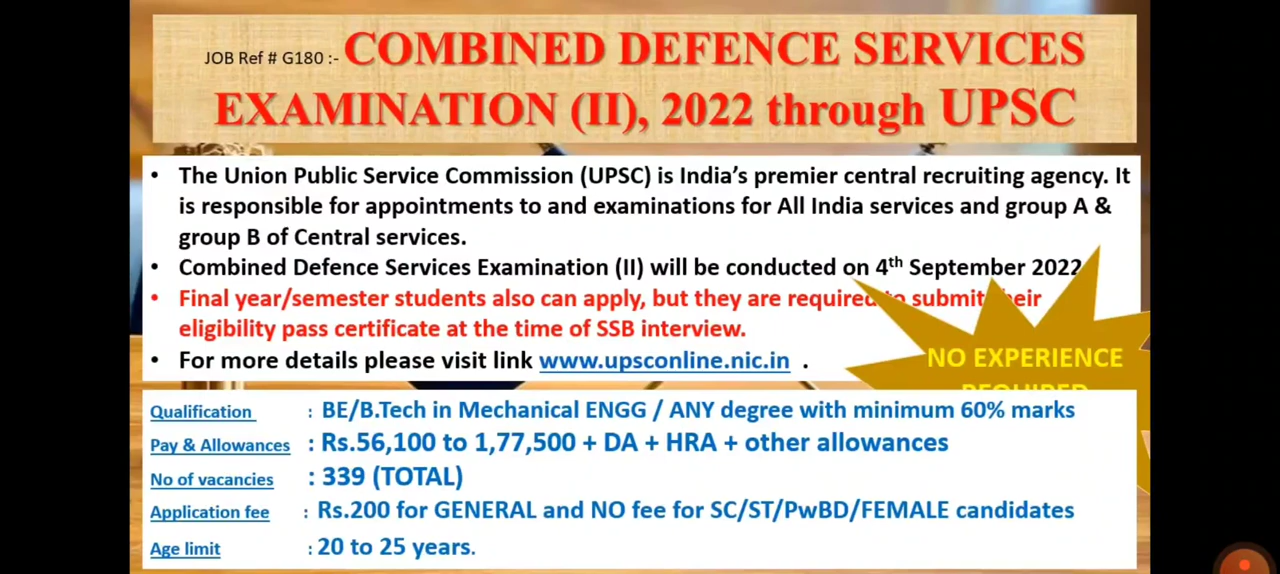 JOB Ref # G180 :- COMBINED DEFENCE SERVICES
EXAMINATION (II), 2022 through UPSC
• The Union Public Service Commission (UPSC) is India's premier central recruiting agency. It
is responsible for appointments to and examinations for All India services and group A &
group B of Central services.
• Combined Defence Services Examination (II) will be conducted on 4th September 2022
• Final year/semester students also can apply, but they are required to submit their
eligibility pass certificate at the time of SSB interview.
• For more details please visit link www.upsconline.nic.in .
NO EXPERIENCE
REQUIRED
Qualification : BE/B.Tech in Mechanical ENGG / ANY degree with minimum 60% marks
Pay & Allowances : Rs.56,100 to 1,77,500 + DA + HRA + other allowances
No of vacancies : 339 (TOTAL)
Application fee : Rs.200 for GENERAL and NO fee for SC/ST/PwBD/FEMALE candidates
Age limit : 20 to 25 years.